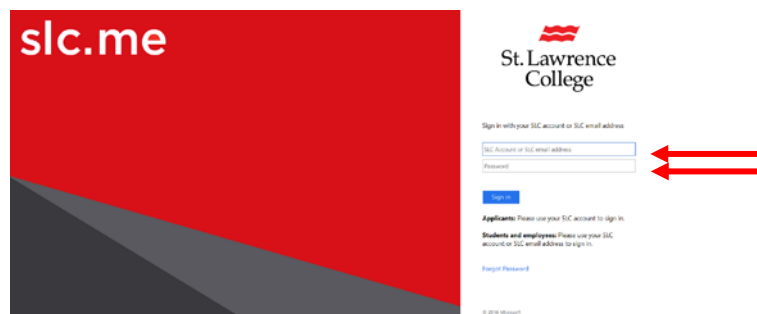 slc.me
St. Lawrence
College
Sign in with your SLC account or SLC email address
SLC Account or SLC email address
Password
Sign in
Applicants: Please use your SLC account to sign in.
Students and employees: Please use your SLC
account or SLC email address to sign in.
Forgot Password
© 2016 Microsoft